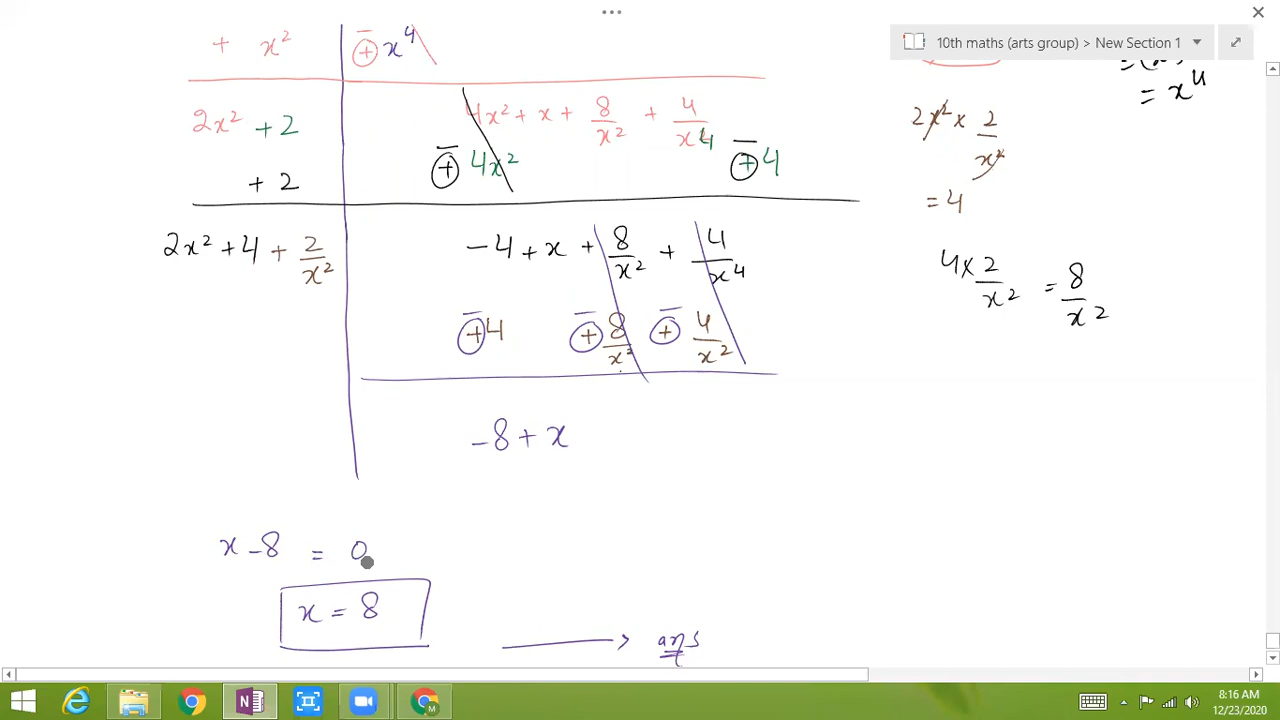 ...
10th maths (arts group) > New Section 1
+ x² | ∓ x⁴
= x⁴
2x² + 2 | 4x² + x + 8/x² + 4/x⁴
∓ 4x² ∓ 4
+ 2
2x² × 2/x²
= 4
2x² + 4 + 2/x² | -4 + x + 8/x² + 4/x⁴
∓ 4 ∓ 8/x² ∓ 4/x²
4 × 2/x² = 8/x²
-8 + x
x - 8 = 0
x = 8
ans
8:16 AM
12/23/2020